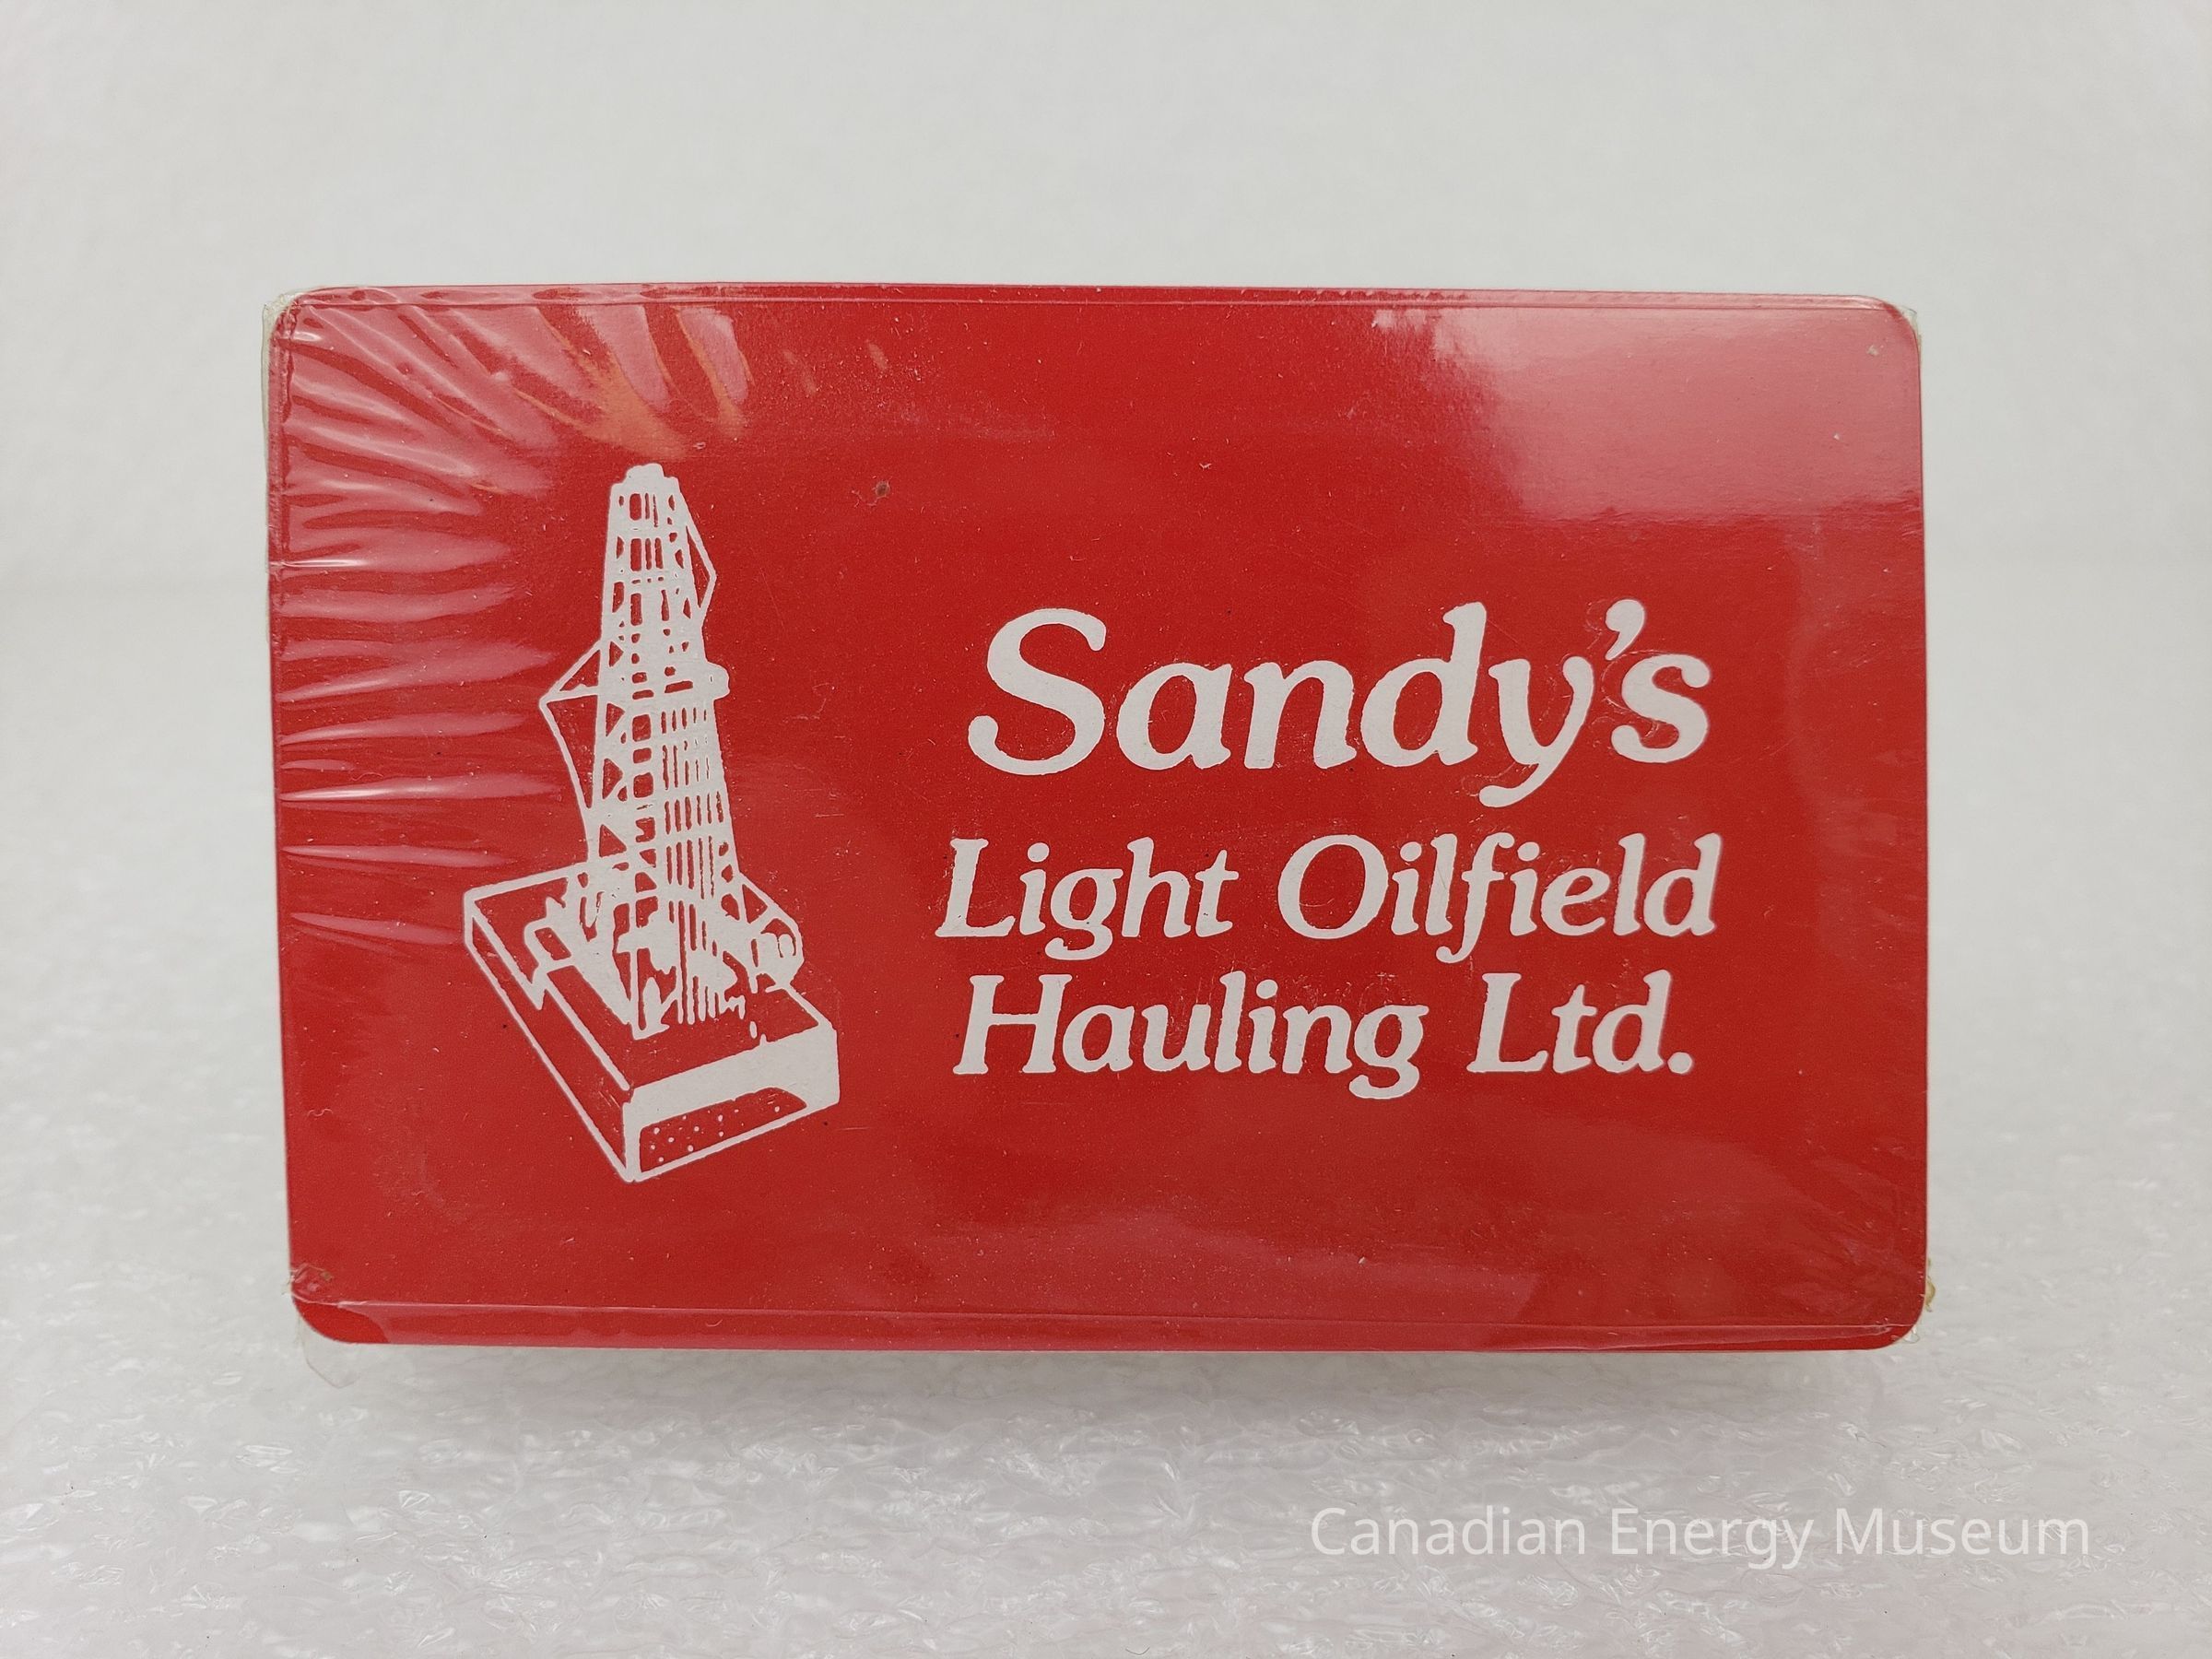 Sandy's
Light Oilfield
Hauling Ltd.
Canadian Energy Museum